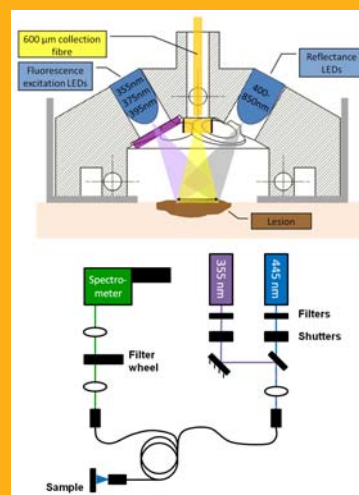 600 µm collection
fibre
Fluorescence
excitation LEDs
355nm
375nm
395nm
Reflectance
LEDs
400-
850nm
Lesion
Spectro-
meter
355 nm
445 nm
Filters
Shutters
Filter
wheel
Sample